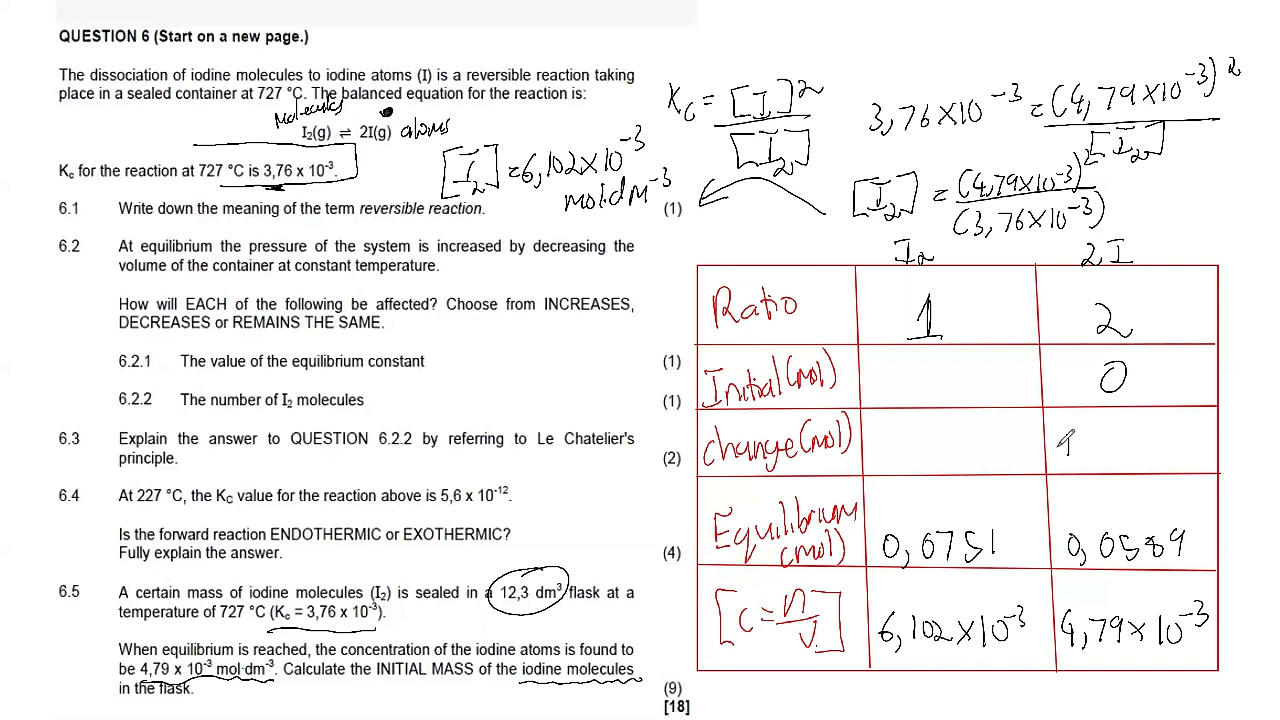 QUESTION 6 (Start on a new page.)
The dissociation of iodine molecules to iodine atoms (I) is a reversible reaction taking
place in a sealed container at 727 °C. The balanced equation for the reaction is:
molecules
I₂(g) ⇌ 2I(g) atoms
Kc for the reaction at 727 °C is 3,76 x 10⁻³.
[I₂] = 6,102×10⁻³
mol·dm⁻³
6.1 Write down the meaning of the term reversible reaction. (1)
6.2 At equilibrium the pressure of the system is increased by decreasing the
volume of the container at constant temperature.
How will EACH of the following be affected? Choose from INCREASES,
DECREASES or REMAINS THE SAME.
6.2.1 The value of the equilibrium constant (1)
6.2.2 The number of I₂ molecules (1)
6.3 Explain the answer to QUESTION 6.2.2 by referring to Le Chatelier's
principle. (2)
6.4 At 227 °C, the KC value for the reaction above is 5,6 x 10⁻¹².
Is the forward reaction ENDOTHERMIC or EXOTHERMIC?
Fully explain the answer. (4)
6.5 A certain mass of iodine molecules (I₂) is sealed in a 12,3 dm³ flask at a
temperature of 727 °C (Kc = 3,76 x 10⁻³).
When equilibrium is reached, the concentration of the iodine atoms is found to
be 4,79 x 10⁻³ mol·dm⁻³. Calculate the INITIAL MASS of the iodine molecules
in the flask. (9)
[18]
Kc = [I]² / [I₂]
3,76×10⁻³ = (4,79×10⁻³)² / [I₂]
[I₂] = (4,79×10⁻³)² / (3,76×10⁻³)
I₂ 2I
Ratio 1 2
Initial(mol) 0
change(mol)
Equilibrium (mol) 0,0751 0,0589
[c = n/V] 6,102×10⁻³ 4,79×10⁻³